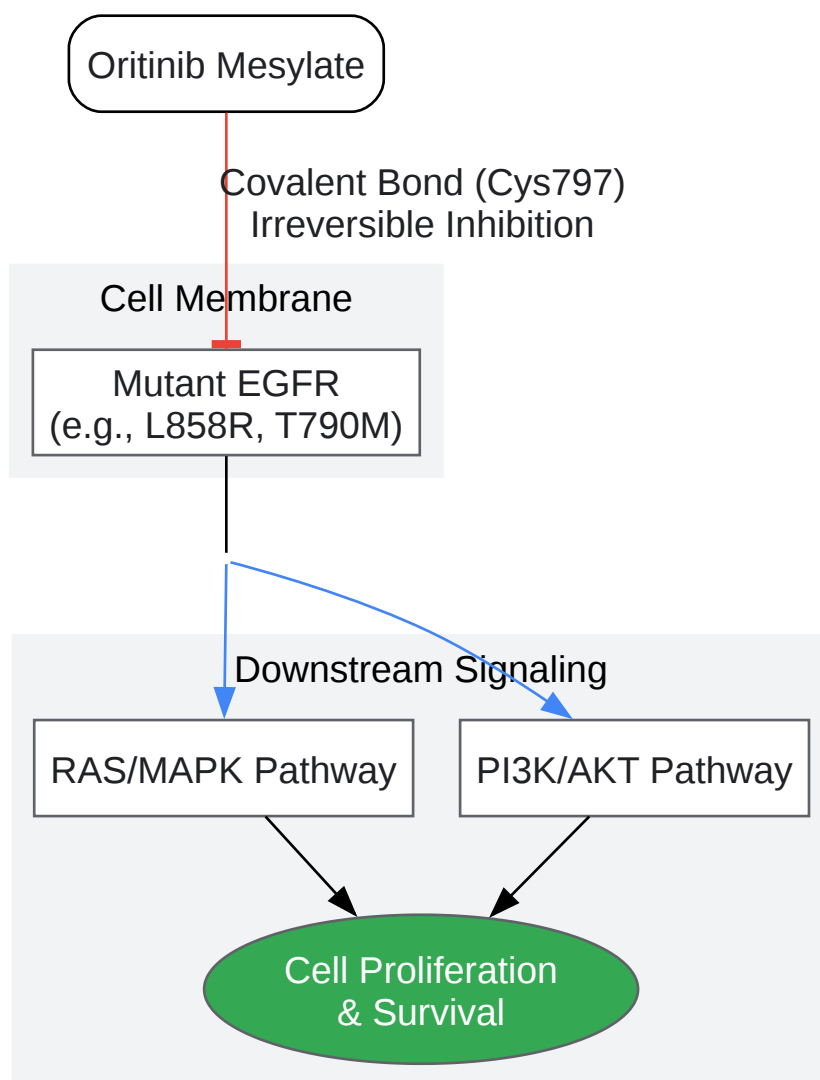 Oritinib Mesylate
Covalent Bond (Cys797)
Irreversible Inhibition
Cell Membrane
Mutant EGFR
(e.g., L858R, T790M)
Downstream Signaling
RAS/MAPK Pathway
PI3K/AKT Pathway
Cell Proliferation
& Survival